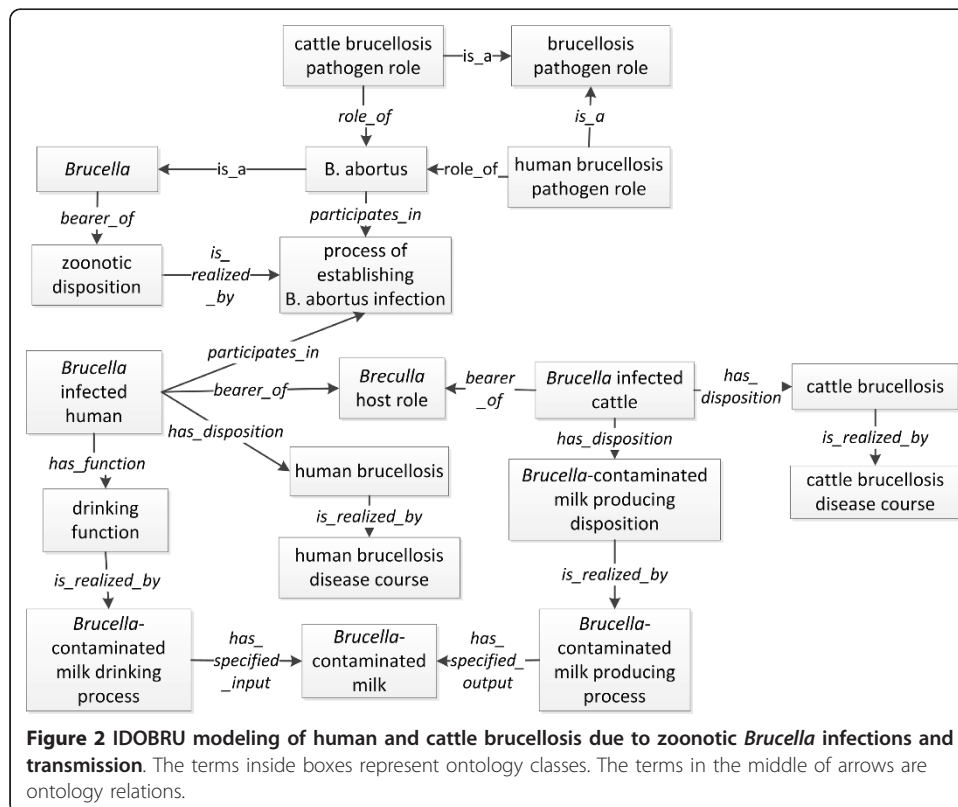 cattle brucellosis
pathogen role
is_a
brucellosis
pathogen role
role_of
is_a
Brucella
is_a
B. abortus
role_of
human brucellosis
pathogen role
bearer_of
participates_in
zoonotic
disposition
is_
realized
_by
process of
establishing
B. abortus infection
participates_in
Brucella
infected
human
bearer_of
Breculla
host role
bearer
_of
Brucella infected
cattle
has_
disposition
cattle brucellosis
has_disposition
has_function
human brucellosis
has_disposition
is_realized_by
drinking
function
is_realized_by
Brucella-contaminated
milk producing
disposition
cattle brucellosis
disease course
human brucellosis
disease course
is_realized_by
is_realized_by
Brucella-
contaminated
milk drinking
process
has_
specified
_input
Brucella-
contaminated
milk
has_
specified_
output
Brucella-
contaminated
milk producing
process
Figure 2 IDOBRU modeling of human and cattle brucellosis due to zoonotic Brucella infections and
transmission. The terms inside boxes represent ontology classes. The terms in the middle of arrows are
ontology relations.